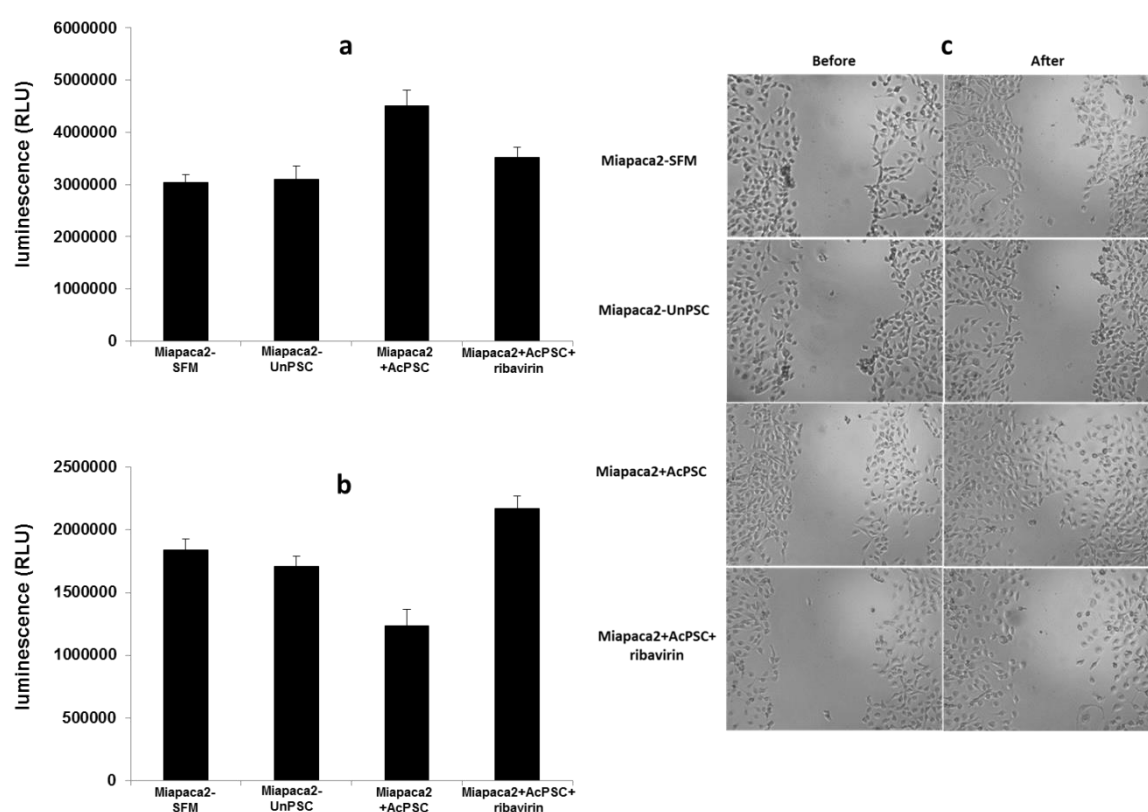 a
6000000
5000000
4000000
3000000
2000000
1000000
0
luminescence (RLU)
Miapaca2-
SFM
Miapaca2-
UnPSC
Miapaca2
+AcPSC
Miapaca2+AcPSC+
ribavirin
b
2500000
2000000
1500000
1000000
500000
0
luminescence (RLU)
Miapaca2-
SFM
Miapaca2-
UnPSC
Miapaca2
+AcPSC
Miapaca2+AcPSC+
ribavirin
c
Before
After
Miapaca2-SFM
Miapaca2-UnPSC
Miapaca2+AcPSC
Miapaca2+AcPSC+
ribavirin